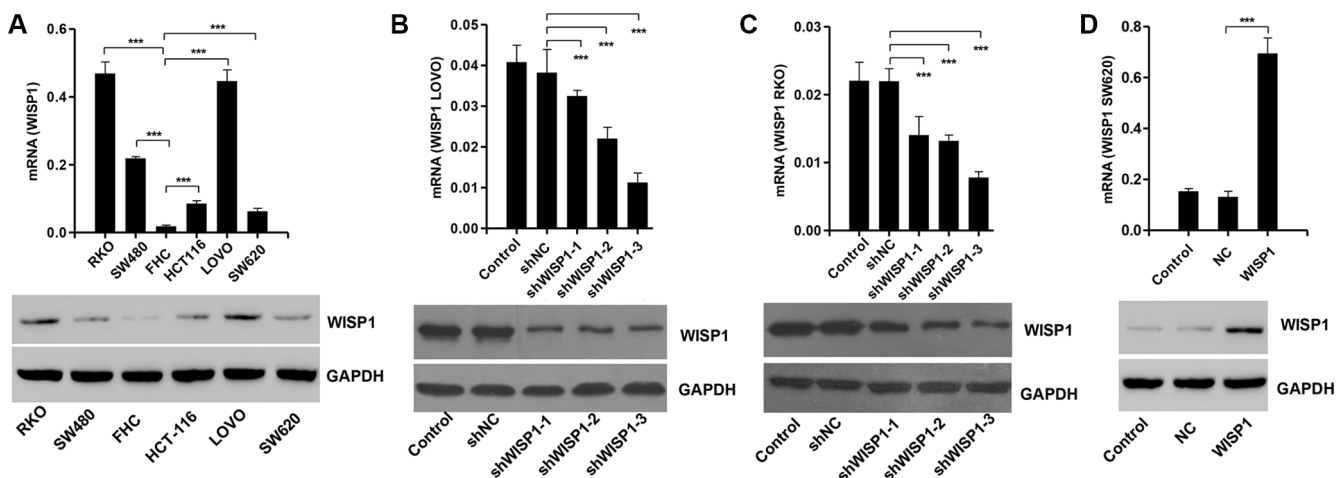 A
mRNA (WISP1)
0.6
0.4
0.2
0.0
***
***
***
***
***
RKO
SW480
FHC
HCT116
LOVO
SW620
WISP1
GAPDH
RKO
SW480
FHC
HCT-116
LOVO
SW620
B
mRNA (WISP1 LOVO)
0.05
0.04
0.03
0.02
0.01
0.00
***
***
***
Control
shNC
shWISP1-1
shWISP1-2
shWISP1-3
WISP1
GAPDH
Control
shNC
shWISP1-1
shWISP1-2
shWISP1-3
C
mRNA (WISP1 RKO)
0.03
0.02
0.01
0.00
***
***
***
Control
shNC
shWISP1-1
shWISP1-2
shWISP1-3
WISP1
GAPDH
Control
shNC
shWISP1-1
shWISP1-2
shWISP1-3
D
mRNA (WISP1 SW620)
0.8
0.6
0.4
0.2
0.0
***
Control
NC
WISP1
WISP1
GAPDH
Control
NC
WISP1